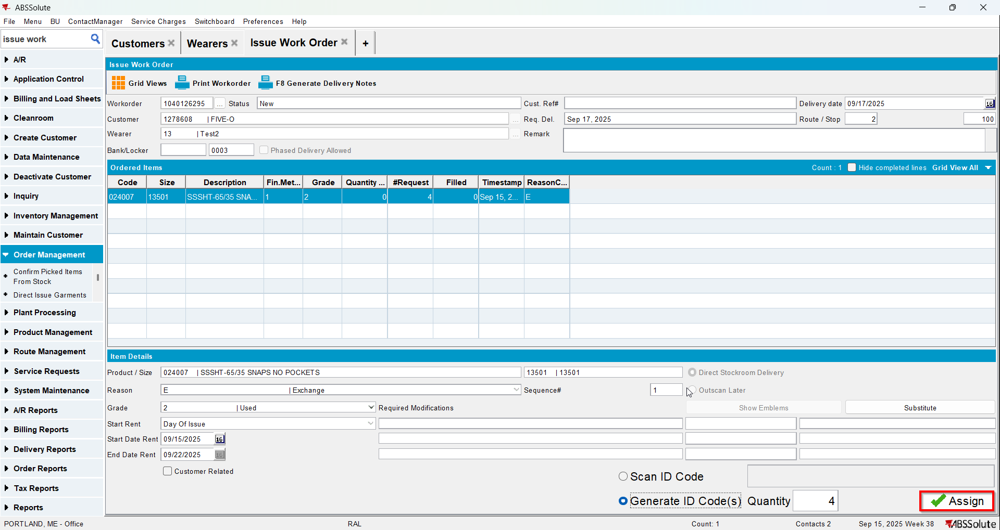 ABSSolute
File Menu BU ContactManager Service Charges Switchboard Preferences Help
issue work
Customers Wearers Issue Work Order +
A/R
Application Control
Billing and Load Sheets
Cleanroom
Create Customer
Data Maintenance
Deactivate Customer
Inquiry
Inventory Management
Maintain Customer
Order Management
Confirm Picked Items
From Stock
Direct Issue Garments
Plant Processing
Product Management
Route Management
Service Requests
System Maintenance
A/R Reports
Billing Reports
Delivery Reports
Order Reports
Tax Reports
Reports
Issue Work Order
Grid Views Print Workorder F8 Generate Delivery Notes
Workorder 1040126295 ... Status New Cust. Ref# Delivery date 09/17/2025 16
Customer 1278608 | FIVE-O ... Req. Del. Sep 17, 2025 Route / Stop 2 100
Wearer 13 | Test2 ... Remark
Bank/Locker 0003 Phased Delivery Allowed
Ordered Items Count : 1 Hide completed lines Grid View All
Code Size Description Fin.Met... Grade Quantity ... #Request Filled Timestamp ReasonC...
024007 13501 SSSHT-65/35 SNA... 1 2 0 4 0 Sep 15, 2... E
Item Details
Product / Size 024007 | SSSHT-65/35 SNAPS NO POCKETS 13501 | 13501 Direct Stockroom Delivery
Reason E | Exchange Sequence# 1 Outscan Later
Grade 2 | Used Required Modifications Show Emblems Substitute
Start Rent Day Of Issue
Start Date Rent 09/15/2025 16
End Date Rent 09/22/2025 16
Customer Related
Scan ID Code
Generate ID Code(s) Quantity 4 Assign
PORTLAND, ME - Office RAL Count: 1 Contacts 2 Sep 15, 2025 Week 38 ABSSolute